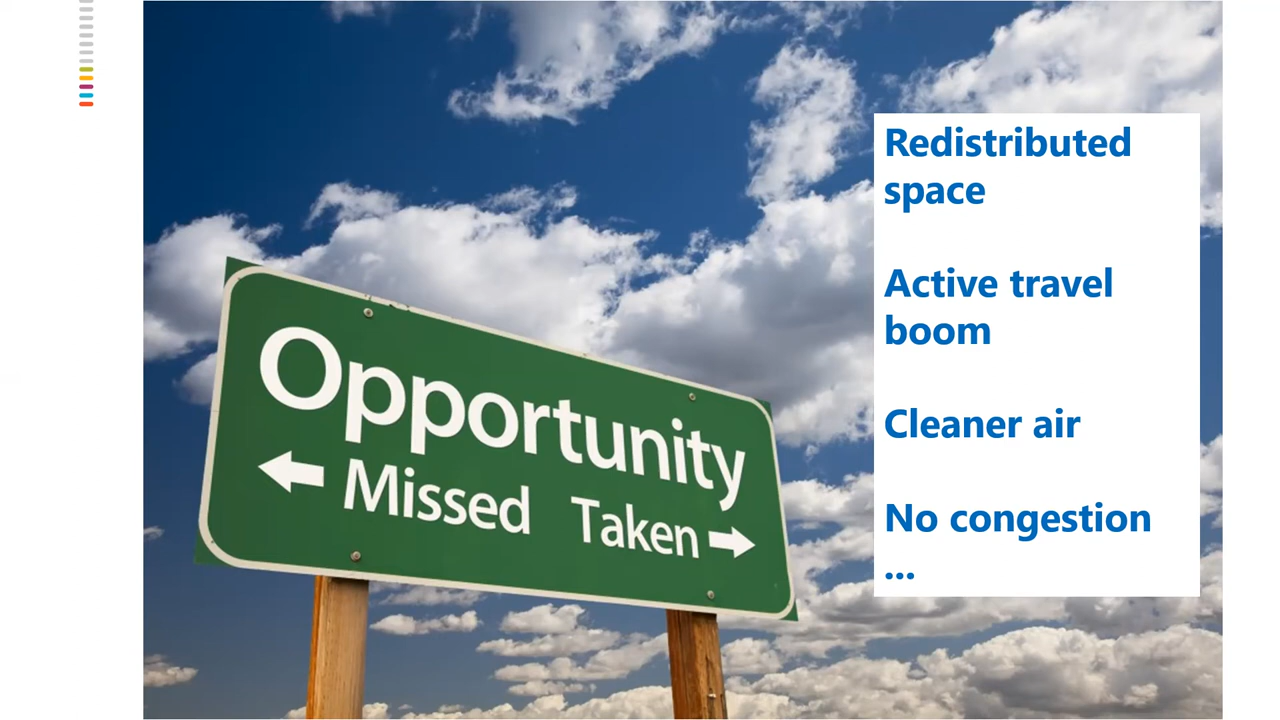 Opportunity
Missed Taken
Redistributed
space
Active travel
boom
Cleaner air
No congestion
...